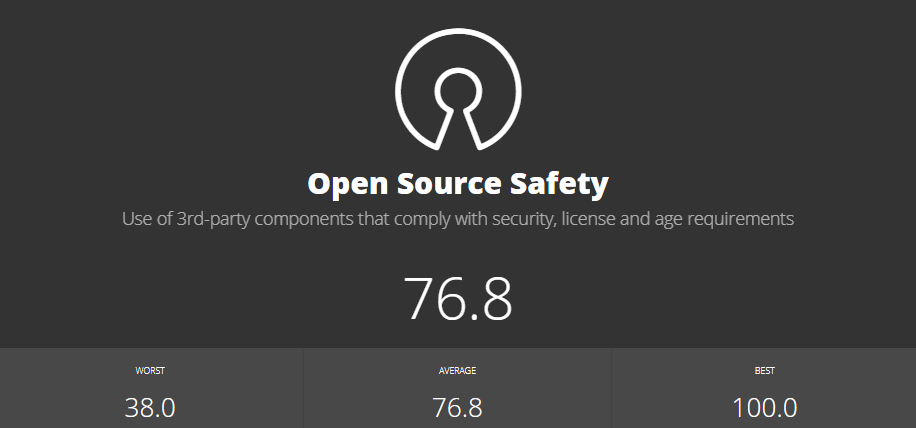 Open Source Safety
Use of 3rd-party components that comply with security, license and age requirements
76.8
WORST
38.0
AVERAGE
76.8
BEST
100.0